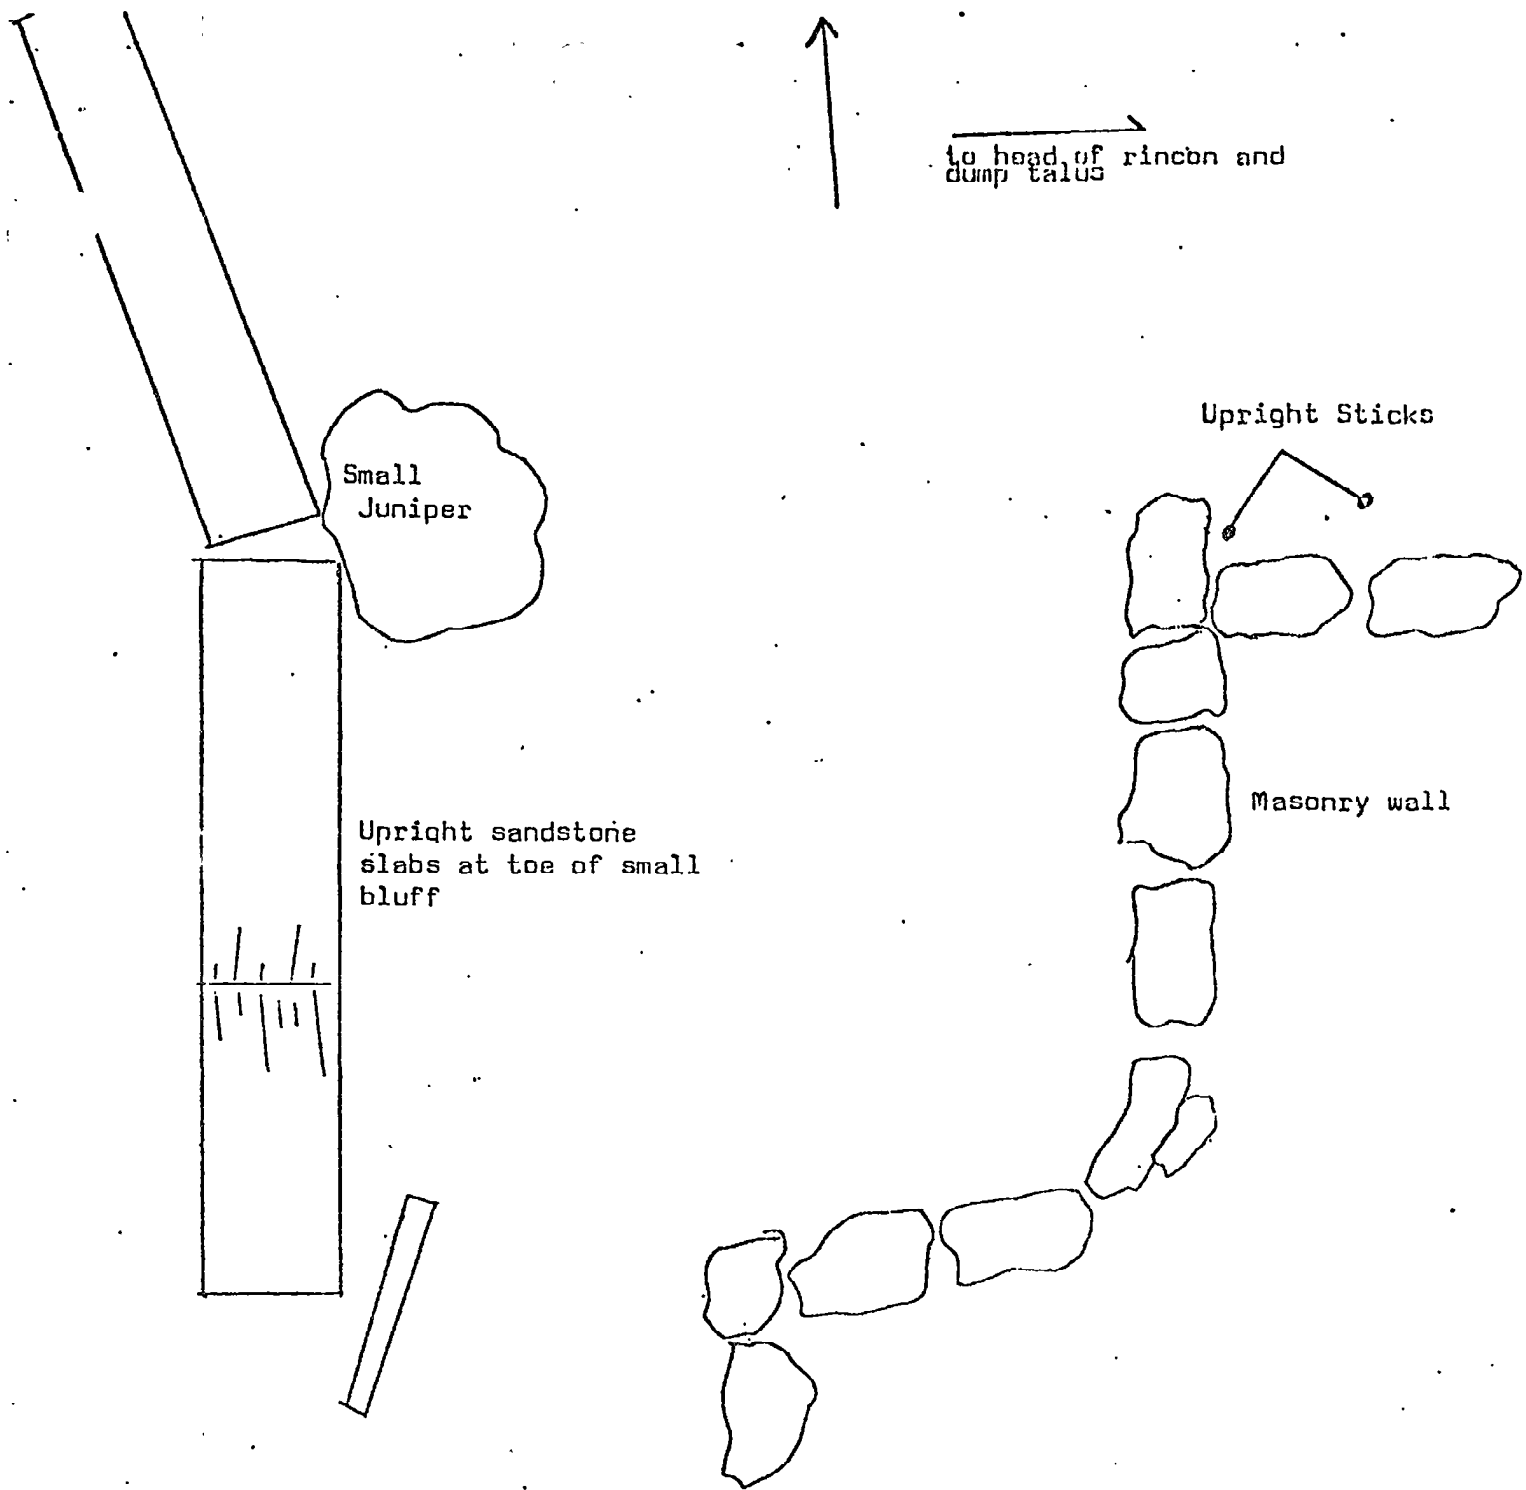 to head of rincon and
dump talus
Upright Sticks
Small
Juniper
Masonry wall
Upright sandstone
slabs at toe of small
bluff